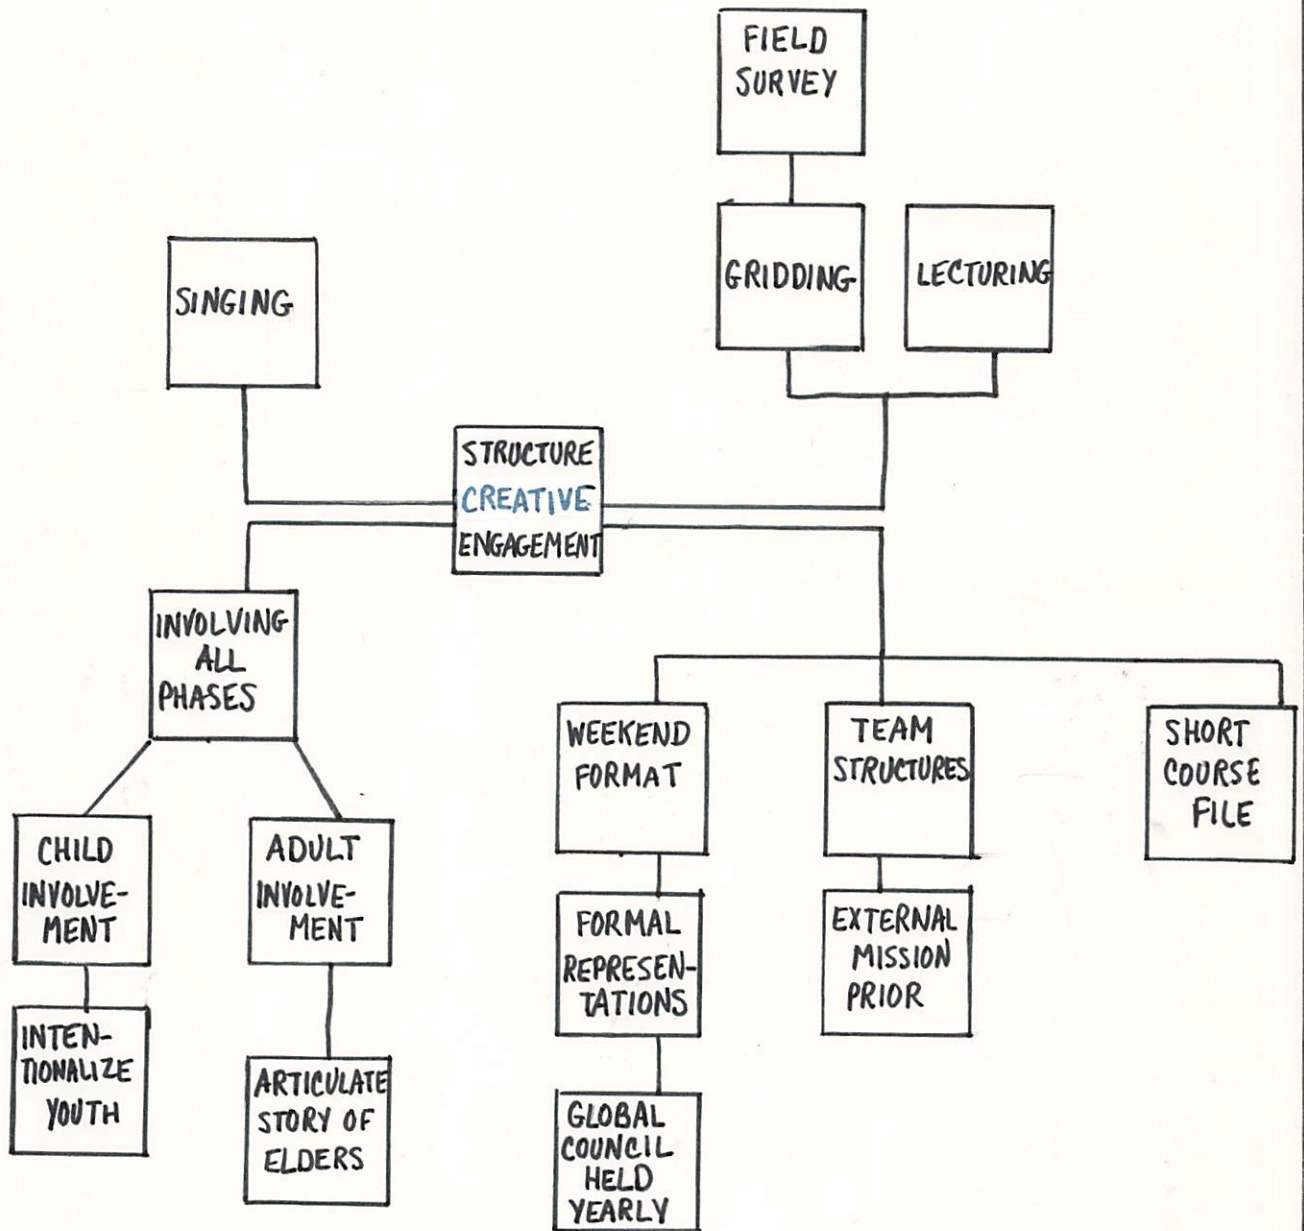 FIELD
SURVEY
GRIDDING
LECTURING
SINGING
STRUCTURE
CREATIVE
ENGAGEMENT
INVOLVING
ALL
PHASES
WEEKEND
FORMAT
TEAM
STRUCTURES
SHORT
COURSE
FILE
CHILD
INVOLVE-
MENT
ADULT
INVOLVE-
MENT
FORMAL
REPRESEN-
TATIONS
EXTERNAL
MISSION
PRIOR
INTEN-
TIONALIZE
YOUTH
ARTICULATE
STORY OF
ELDERS
GLOBAL
COUNCIL
HELD
YEARLY